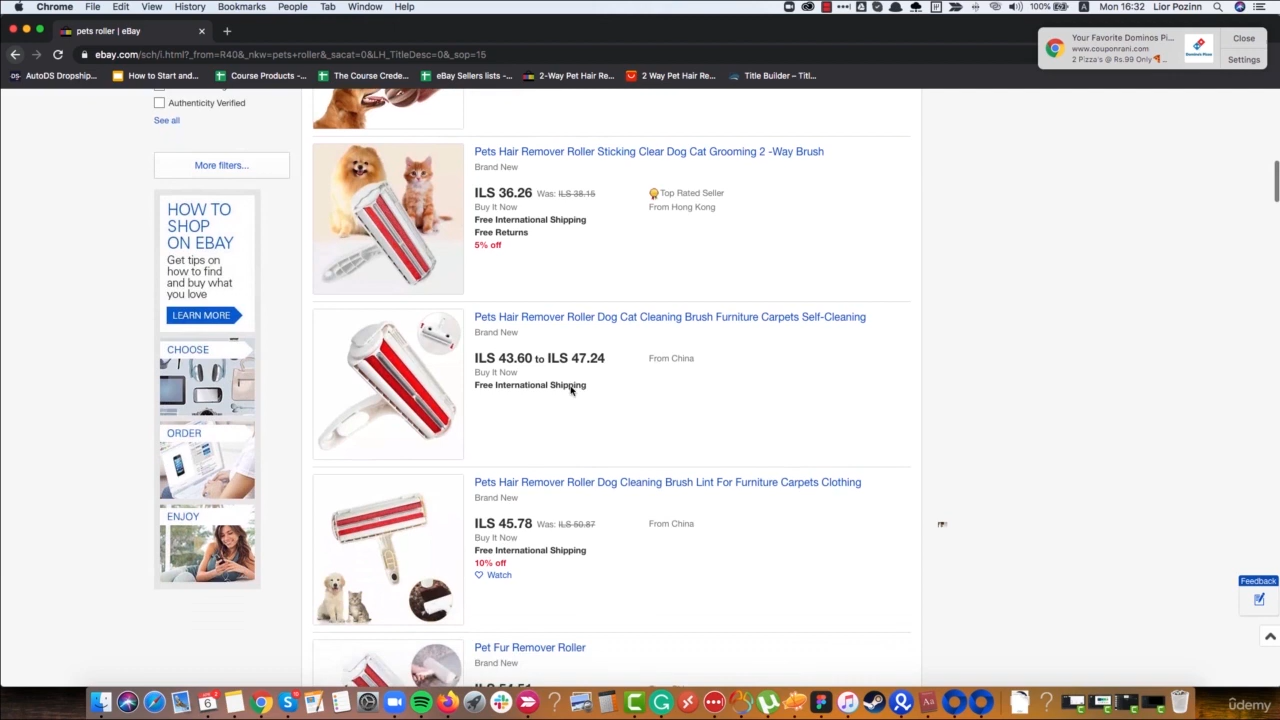 Chrome File Edit View History Bookmarks People Tab Window Help 100% Mon 16:32 Lior Pozinn
pets roller | eBay
ebay.com/sch/i.html?_from=R40&_nkw=pets+roller&_sacat=0&LH_TitleDesc=0&_sop=15
AutoDS Dropship... How to Start and... Course Products -... The Course Crede... eBay Sellers lists -... 2-Way Pet Hair Re... 2 Way Pet Hair Re... Title Builder – Titl...
Your Favorite Dominos Pi...
www.couponrani.com
2 Pizza's @ Rs.99 Only
Close
Settings
Authenticity Verified
See all
More filters...
HOW TO
SHOP
ON EBAY
Get tips on
how to find
and buy what
you love
LEARN MORE
CHOOSE
ORDER
ENJOY
Pets Hair Remover Roller Sticking Clear Dog Cat Grooming 2 -Way Brush
Brand New
ILS 36.26 Was: ILS 38.15
Buy It Now
Free International Shipping
Free Returns
5% off
Top Rated Seller
From Hong Kong
Pets Hair Remover Roller Dog Cat Cleaning Brush Furniture Carpets Self-Cleaning
Brand New
ILS 43.60 to ILS 47.24
Buy It Now
Free International Shipping
From China
Pets Hair Remover Roller Dog Cleaning Brush Lint For Furniture Carpets Clothing
Brand New
ILS 45.78 Was: ILS 50.87
Buy It Now
Free International Shipping
10% off
Watch
From China
Pet Fur Remover Roller
Brand New
Feedback
ûdemy